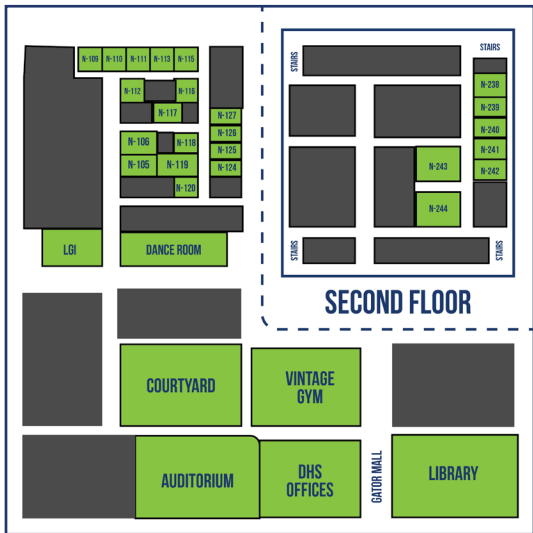 N-109
N-110
N-111
N-113
N-115
N-112
N-116
N-117
N-127
N-126
N-125
N-124
N-106
N-118
N-105
N-119
N-120
LGI
DANCE ROOM
STAIRS
STAIRS
N-238
N-239
N-240
N-241
N-242
N-243
N-244
STAIRS
STAIRS
SECOND FLOOR
COURTYARD
VINTAGE
GYM
AUDITORIUM
DHS
OFFICES
GATOR MALL
LIBRARY